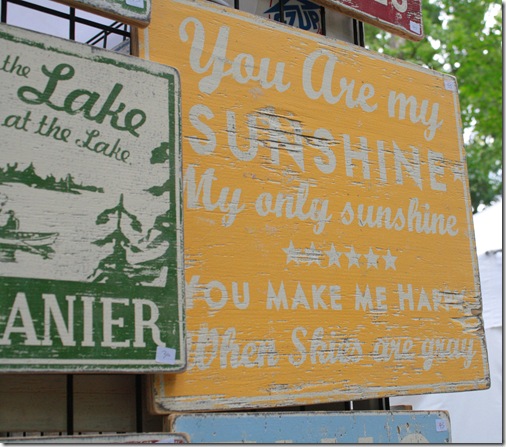 the Lake
at the Lake.
ANIER
You Are my
SUNSHINE
My only sunshine
YOU MAKE ME HAPPY
When Skies are gray